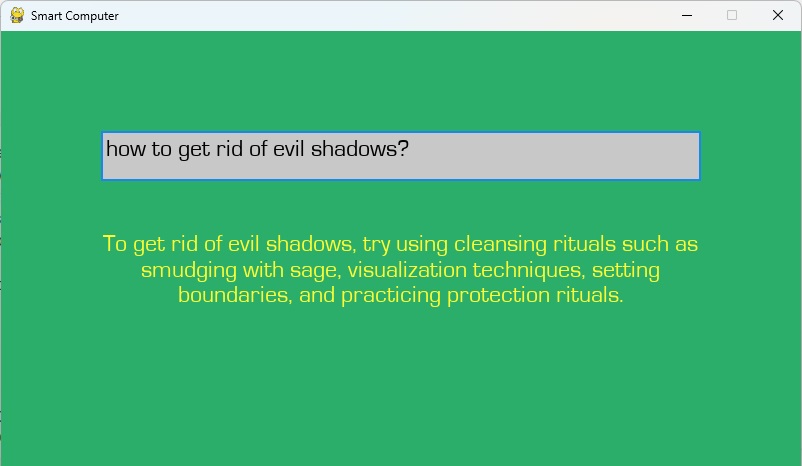 Smart Computer
how to get rid of evil shadows?
To get rid of evil shadows, try using cleansing rituals such as
smudging with sage, visualization techniques, setting
boundaries, and practicing protection rituals.